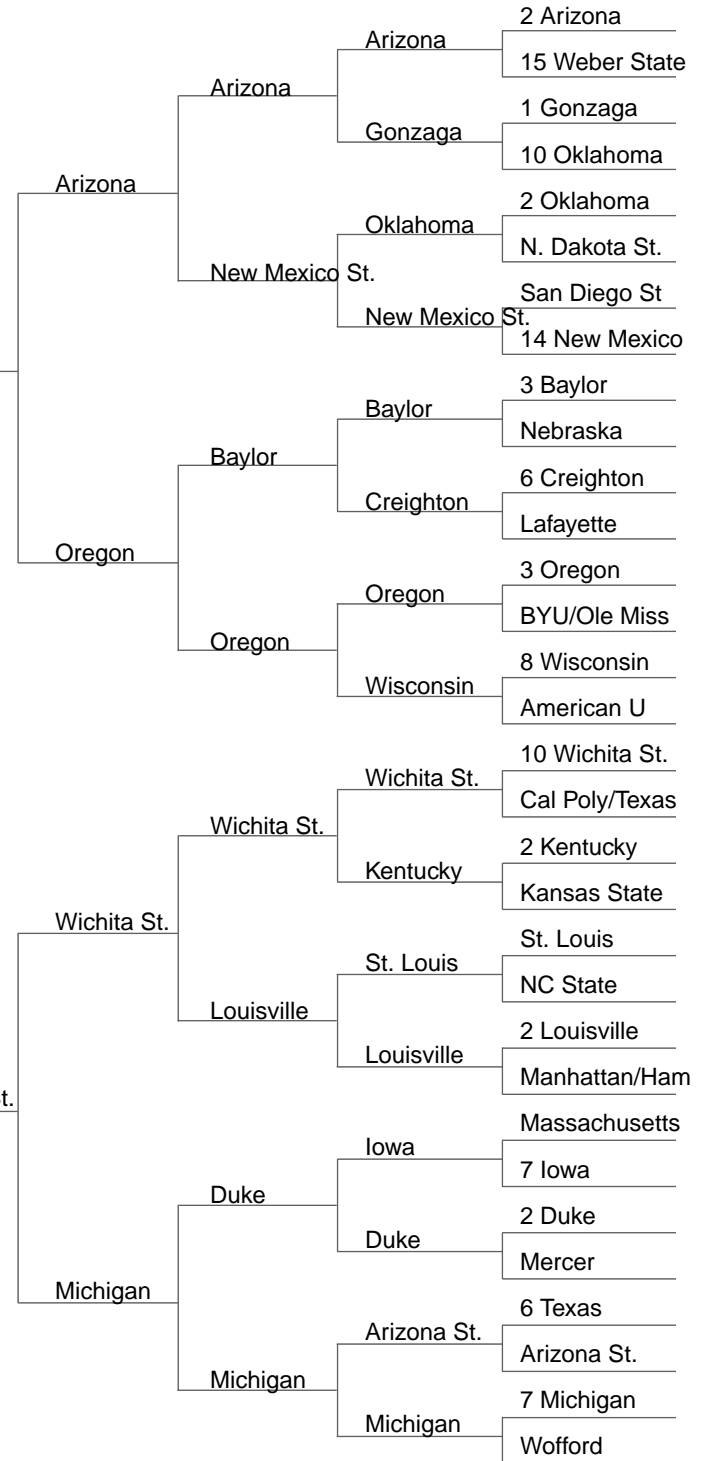 2 Arizona
Arizona
15 Weber State
Arizona
1 Gonzaga
Gonzaga
10 Oklahoma
Arizona
2 Oklahoma
Oklahoma
N. Dakota St.
New Mexico St.
San Diego St
New Mexico St.
14 New Mexico
3 Baylor
Baylor
Nebraska
Baylor
6 Creighton
Creighton
Lafayette
Oregon
3 Oregon
Oregon
BYU/Ole Miss
Oregon
8 Wisconsin
Wisconsin
American U
10 Wichita St.
Wichita St.
Cal Poly/Texas
Wichita St.
2 Kentucky
Kentucky
Kansas State
Wichita St.
St. Louis
St. Louis
NC State
Louisville
2 Louisville
Louisville
Manhattan/Ham
t.
Massachusetts
Iowa
7 Iowa
Duke
2 Duke
Duke
Mercer
Michigan
6 Texas
Arizona St.
Arizona St.
Michigan
7 Michigan
Michigan
Wofford